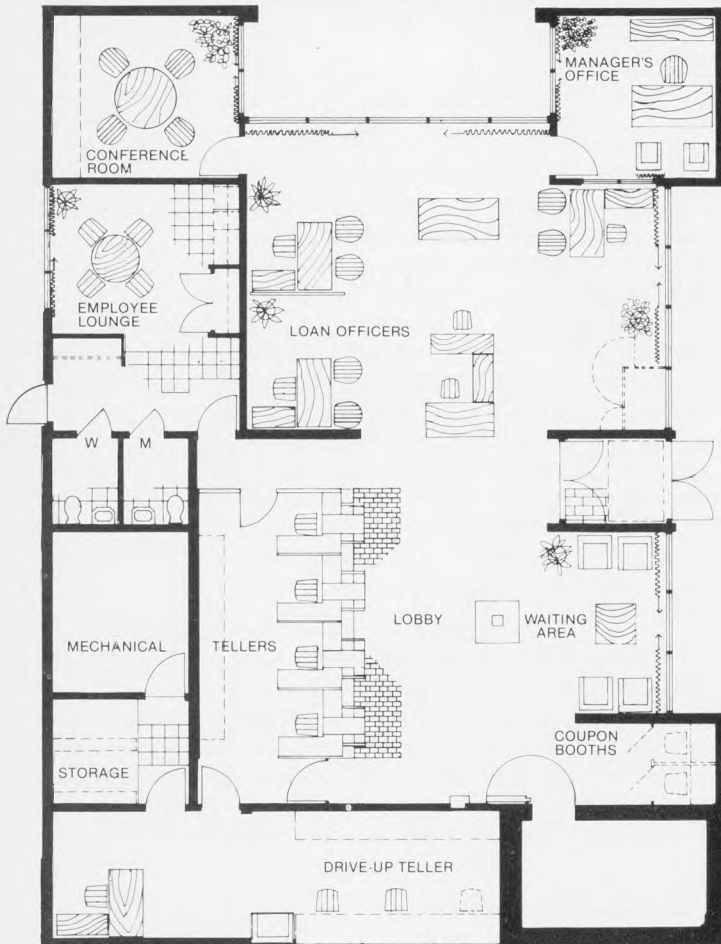 MANAGER'S
OFFICE
CONFERENCE
ROOM
EMPLOYEE
LOUNGE
LOAN OFFICERS
W
M
LOBBY
WAITING
AREA
MECHANICAL
TELLERS
COUPON
BOOTHS
STORAGE
DRIVE-UP TELLER